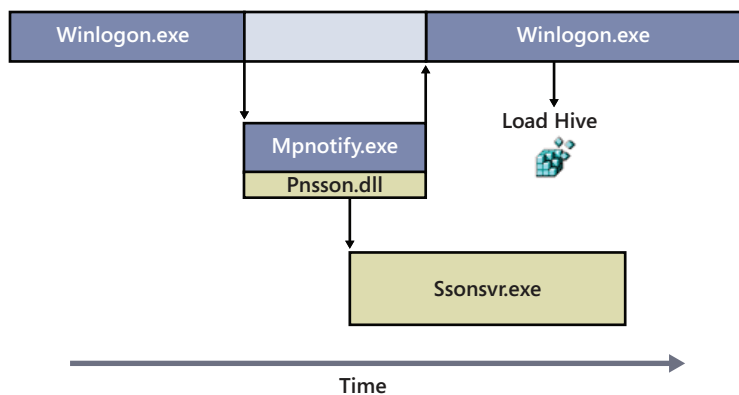 Winlogon.exe
Winlogon.exe
Load Hive
Mpnotify.exe
Pnsson.dll
Ssonsvr.exe
Time